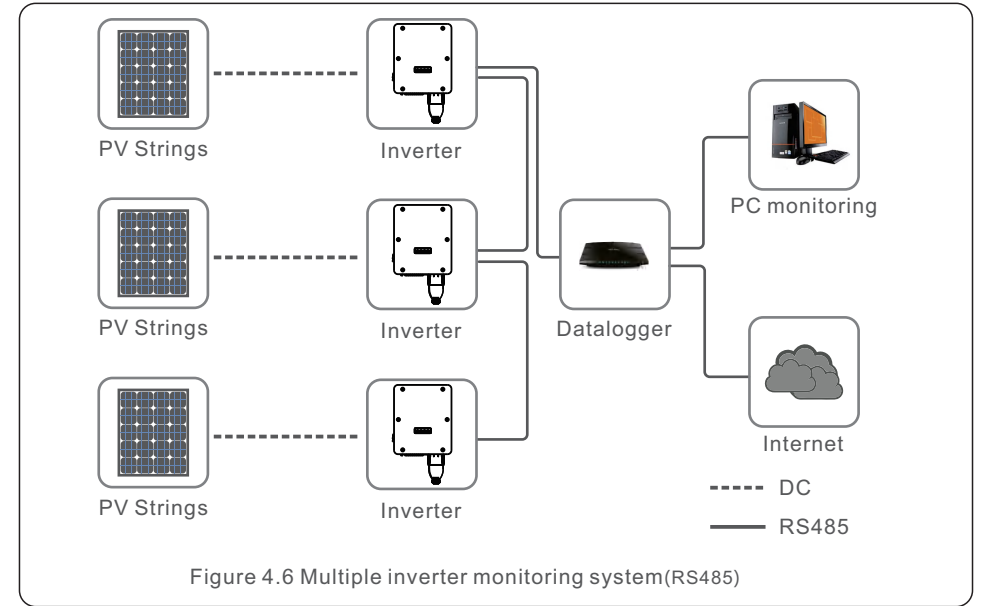 PV Strings
Inverter
PC monitoring
PV Strings
Inverter
Datalogger
Internet
DC
PV Strings
Inverter
RS485
Figure 4.6 Multiple inverter monitoring system(RS485)